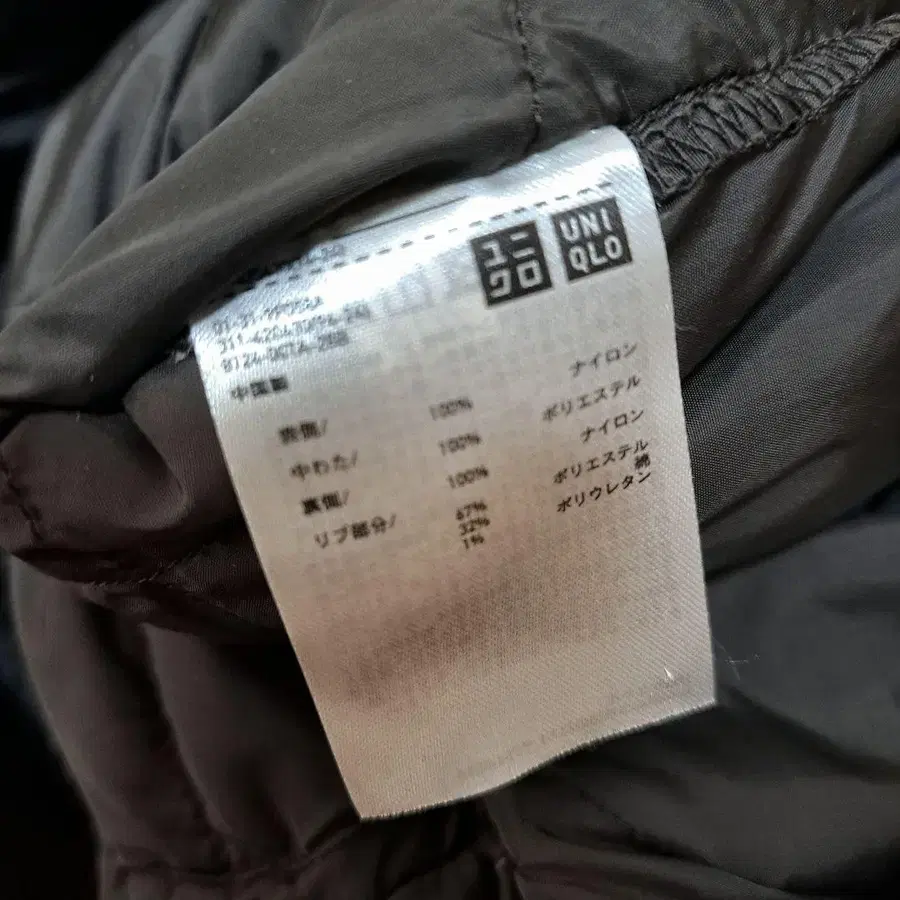 ユニクロ
UNIQLO
中国製
表側/ 100% ナイロン
中わた/ 100% ポリエステル
裏側/ 100% ナイロン
リブ部分/ 67% ポリエステル
32% 綿
1% ポリウレタン